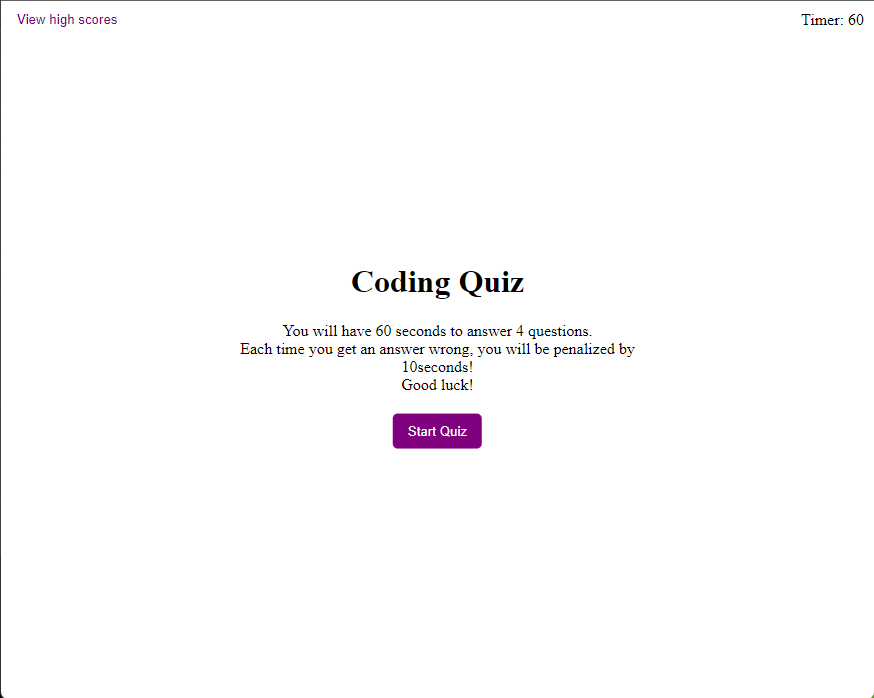 View high scores
Timer: 60
Coding Quiz
You will have 60 seconds to answer 4 questions.
Each time you get an answer wrong, you will be penalized by
10seconds!
Good luck!
Start Quiz